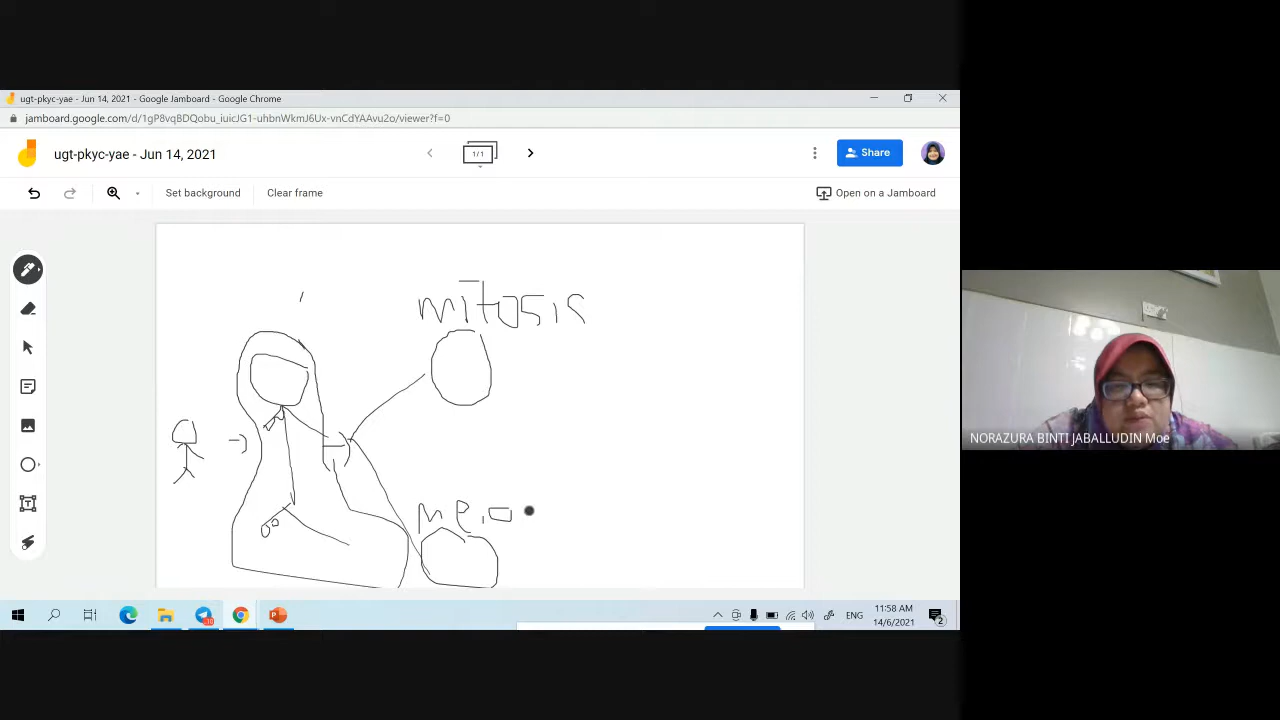 ugt-pkyc-yae - Jun 14, 2021 - Google Jamboard - Google Chrome
jamboard.google.com/d/1gP8vqBDQobu_iuicJG1-uhbnWkmJ6Ux-vnCdYAAvu2o/viewer?f=0
ugt-pkyc-yae - Jun 14, 2021
1/1
Share
Set background
Clear frame
Open on a Jamboard
mitosis
meio
NORAZURA BINTI JABALLUDIN Moe
ENG
11:58 AM
14/6/2021
2